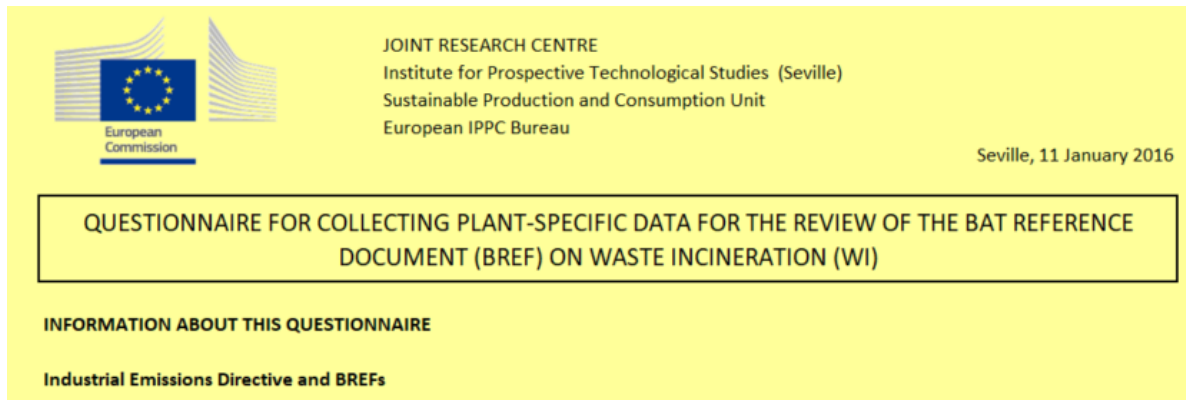 European
Commission
JOINT RESEARCH CENTRE
Institute for Prospective Technological Studies (Seville)
Sustainable Production and Consumption Unit
European IPPC Bureau
Seville, 11 January 2016
QUESTIONNAIRE FOR COLLECTING PLANT-SPECIFIC DATA FOR THE REVIEW OF THE BAT REFERENCE
DOCUMENT (BREF) ON WASTE INCINERATION (WI)
INFORMATION ABOUT THIS QUESTIONNAIRE
Industrial Emissions Directive and BREFs